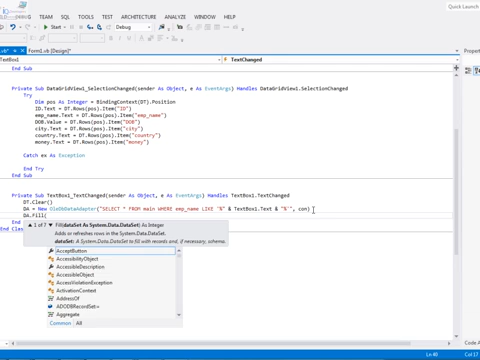 Quick Launch
DEBUG TEAM SQL TOOLS TEST ARCHITECTURE ANALYZE WINDOW HELP
Start Debug
.vb* Form1.vb [Design]*
TextBox1 TextChanged
End Sub
Private Sub DataGridView1_SelectionChanged(sender As Object, e As EventArgs) Handles DataGridView1.SelectionChanged
Try
Dim pos As Integer = BindingContext(DT).Position
ID.Text = DT.Rows(pos).Item("ID")
emp_name.Text = DT.Rows(pos).Item("emp_name")
DOB.Value = DT.Rows(pos).Item("DOB")
city.Text = DT.Rows(pos).Item("city")
country.Text = DT.Rows(pos).Item("country")
money.Text = DT.Rows(pos).Item("money")
Catch ex As Exception
End Try
End Sub
Private Sub TextBox1_TextChanged(sender As Object, e As EventArgs) Handles TextBox1.TextChanged
DT.Clear()
DA = New OleDbDataAdapter("SELECT * FROM main WHERE emp_name LIKE '%" & TextBox1.Text & "%'", con)
DA.Fill(
End
End Clas
1 of 7 Fill(dataSet As System.Data.DataSet) As Integer
Adds or refreshes rows in the System.Data.DataSet.
dataSet: A System.Data.DataSet to fill with records and, if necessary, schema.
AcceptButton
AccessibilityObject
AccessibleDescription
AccessibleObject
AccessViolationException
ActivationContext
AddressOf
ADODBRecordSet=
Aggregate
Common All
Code A
Ln 40 Col 17